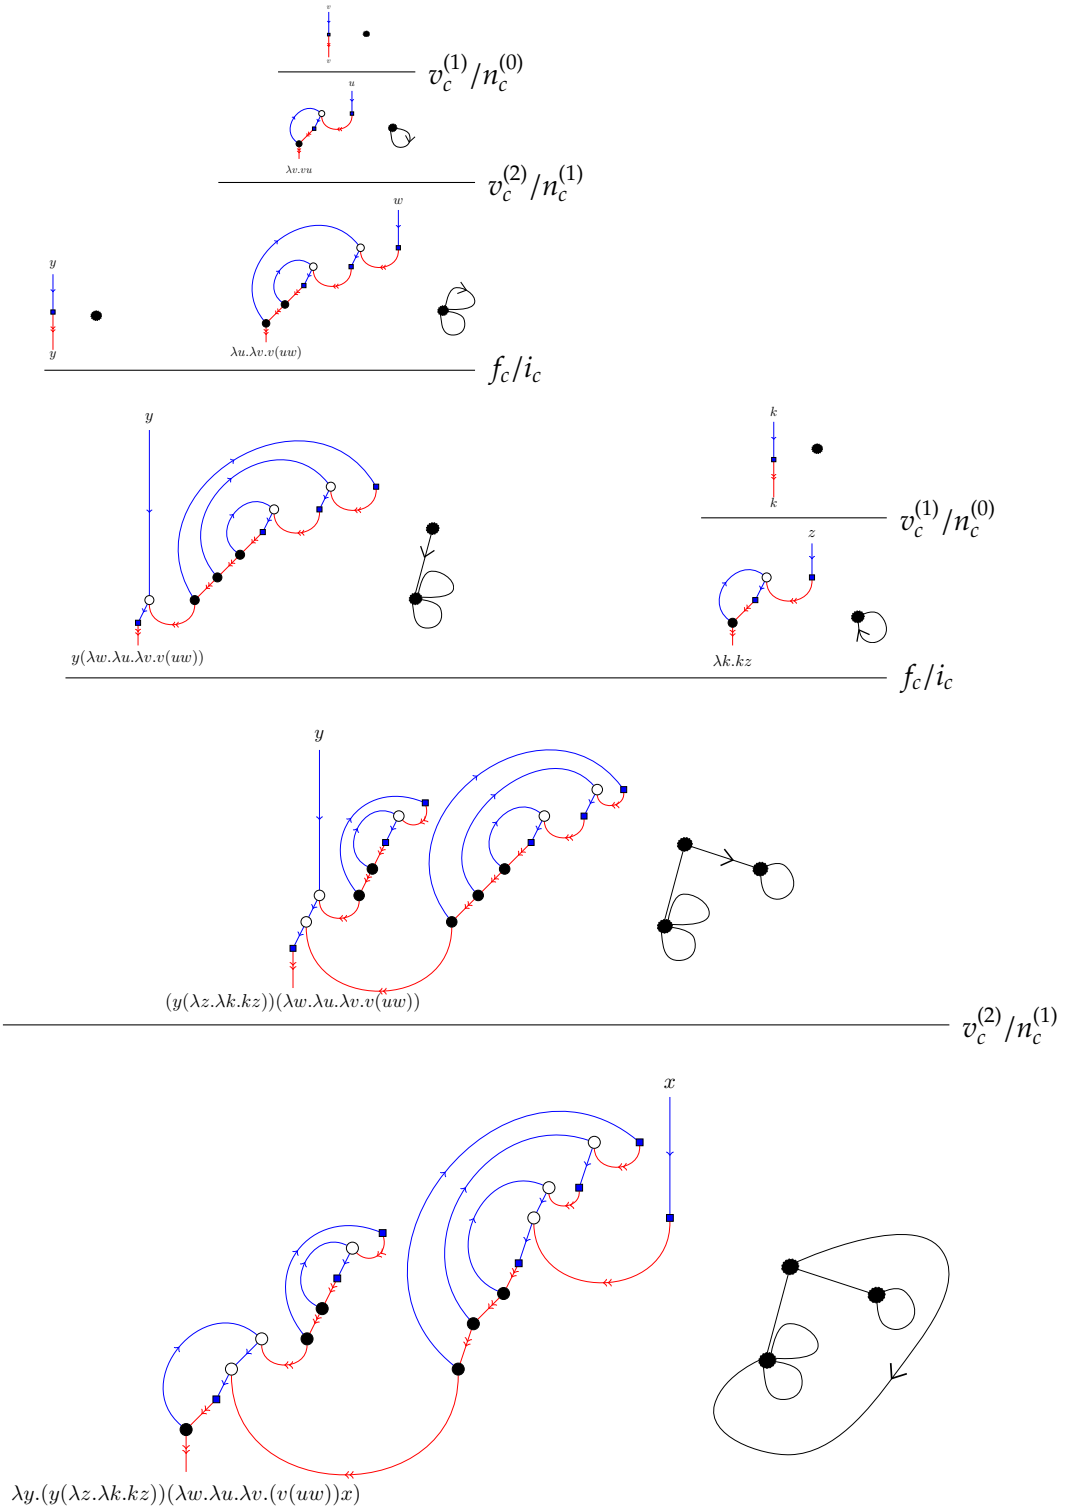 v
v
v_c^{(1)}/n_c^{(0)}
u
λv.vu
v_c^{(2)}/n_c^{(1)}
w
y
y
λu.λv.v(uw)
f_c/i_c
y
k
k
v_c^{(1)}/n_c^{(0)}
z
y(λw.λu.λv.v(uw))
λk.kz
f_c/i_c
y
(y(λz.λk.kz))(λw.λu.λv.v(uw))
v_c^{(2)}/n_c^{(1)}
x
λy.(y(λz.λk.kz))(λw.λu.λv.(v(uw))x)